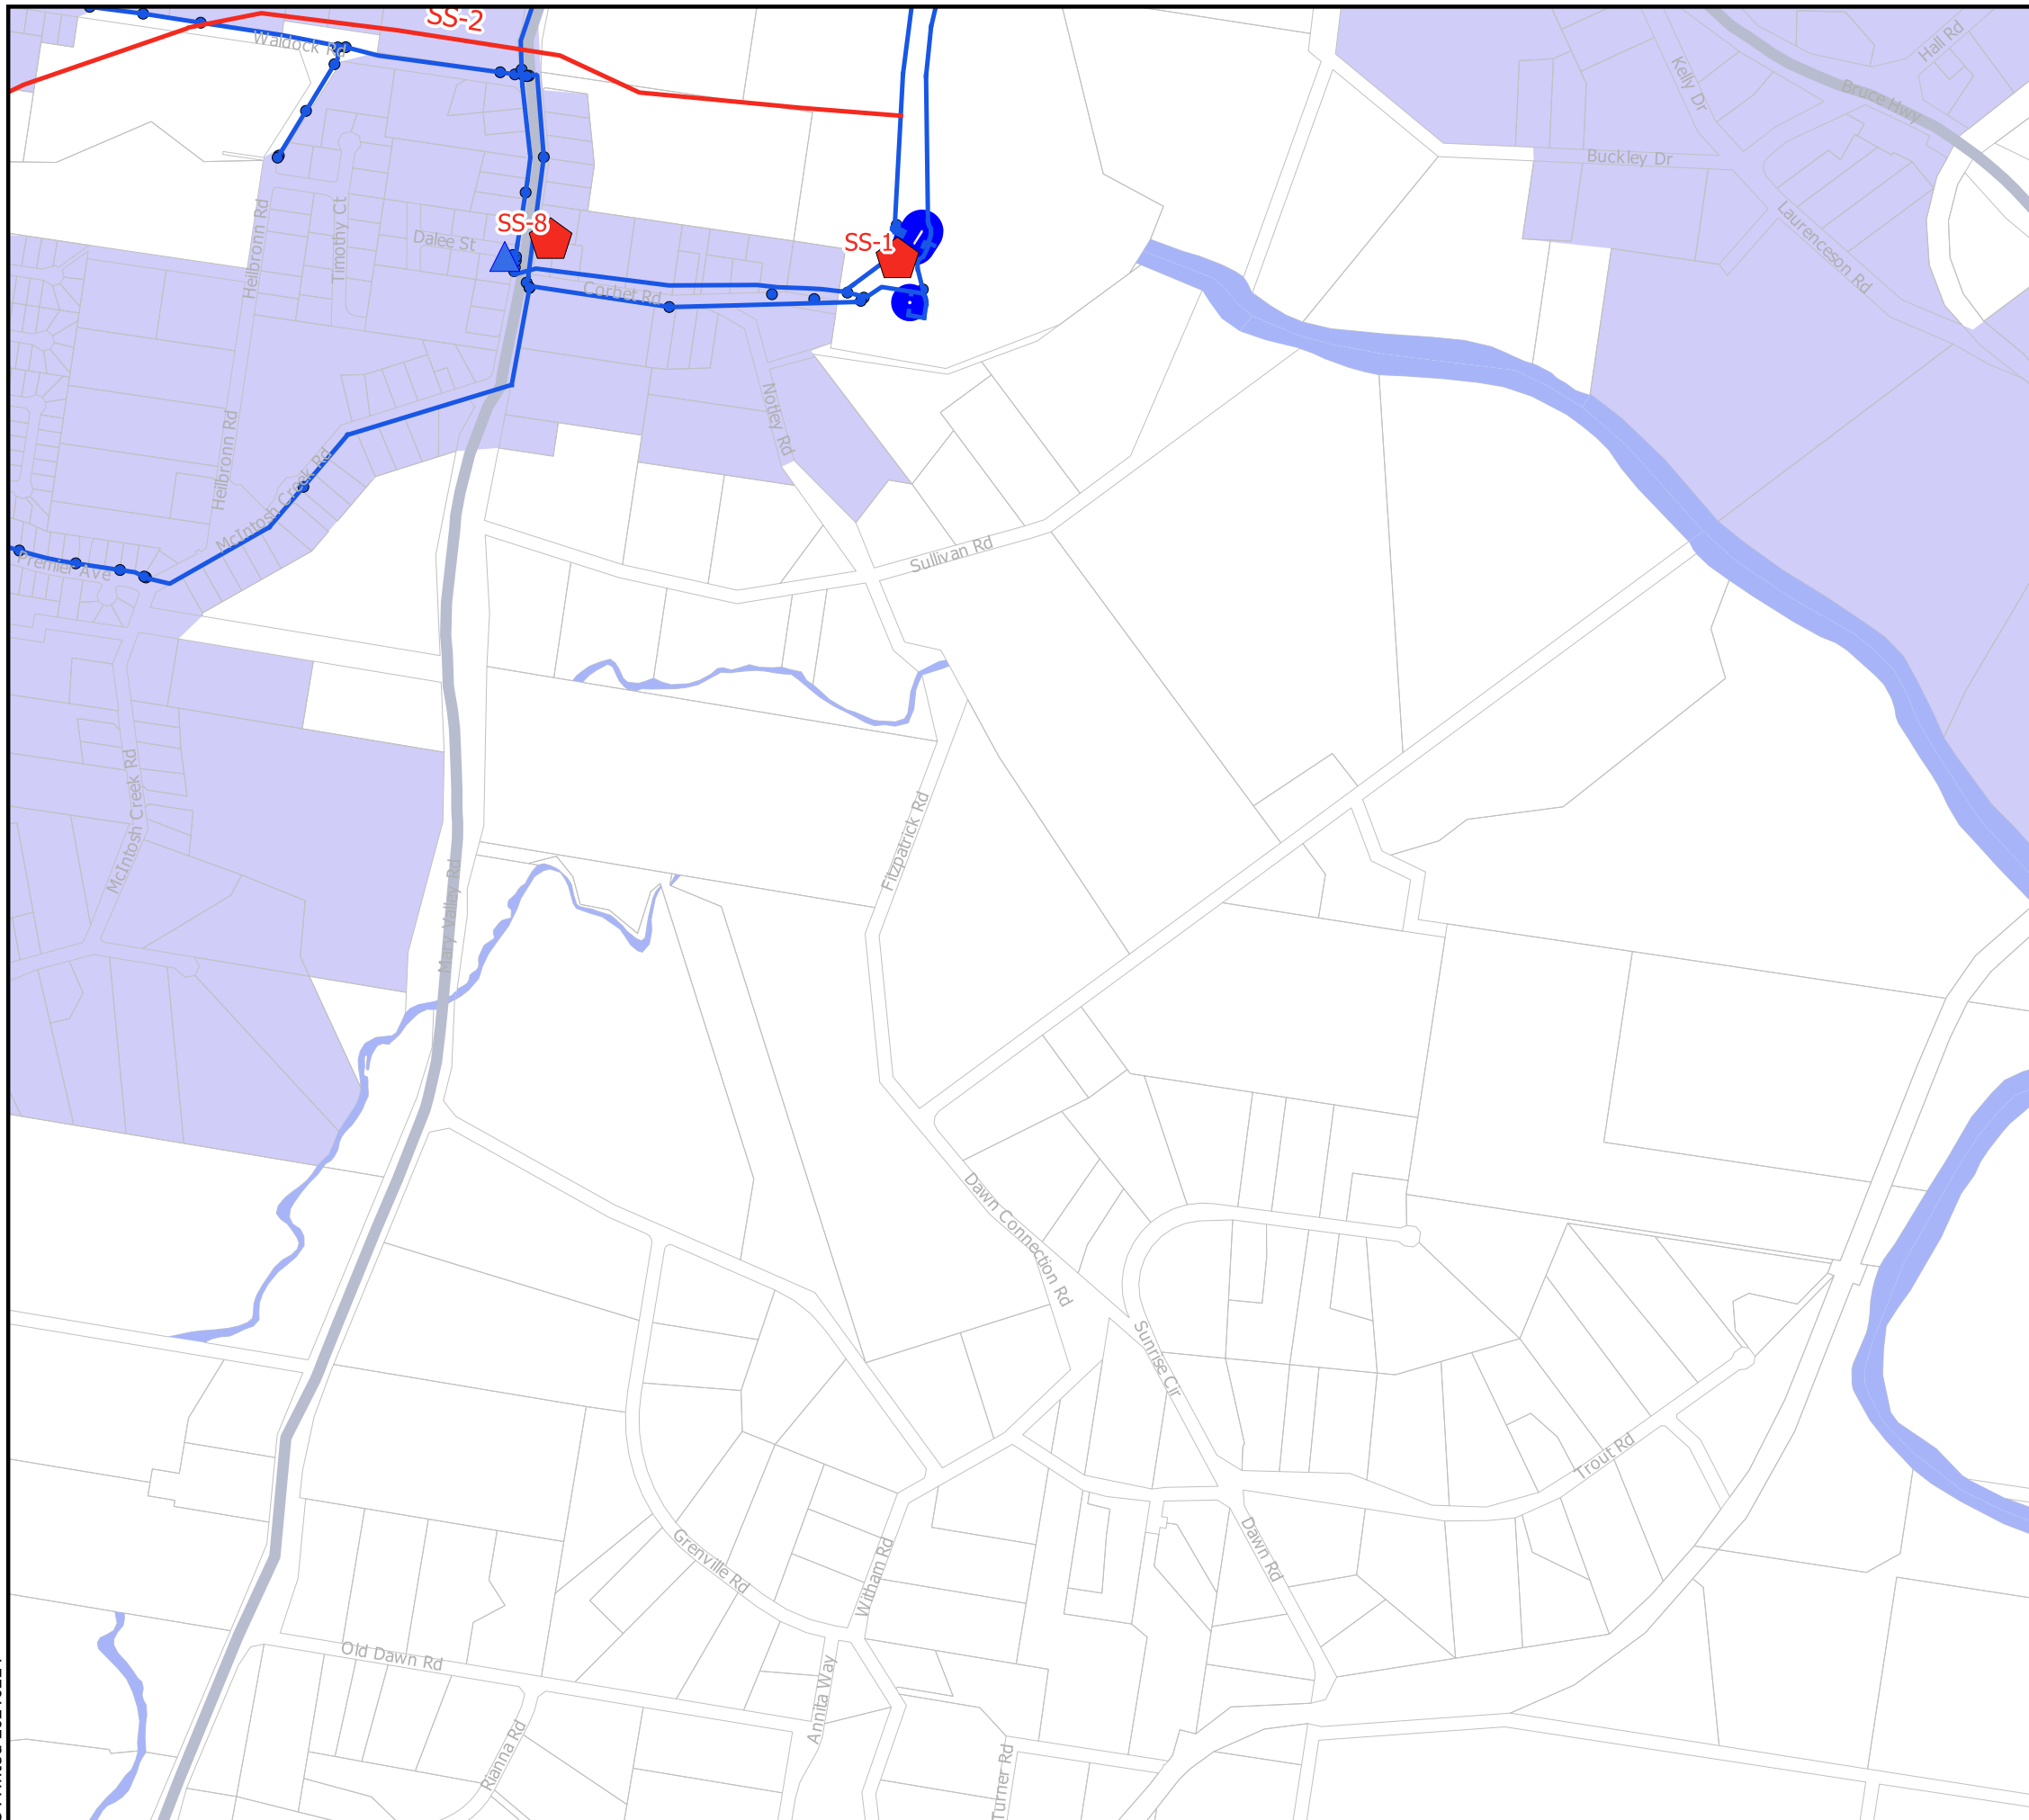 SS-2
Waldock Rd
Hall Rd
Kelly Dr
Bruce Hwy
Buckley Dr
Laurenceson Rd
SS-8
SS-1
Heilbronn Rd
Timothy Ct
Dalee St
Corbet Rd
Notley Rd
Heilbronn Rd
McIntosh Creek Rd
Premier Ave
Sullivan Rd
McIntosh Creek Rd
Fitzpatrick Rd
Mary Valley Rd
Dawn Connection Rd
Sunrise Cir
Trout Rd
Grenville Rd
Witham Rd
Dawn Rd
Old Dawn Rd
Annita Way
Rianna Rd
Turner Rd